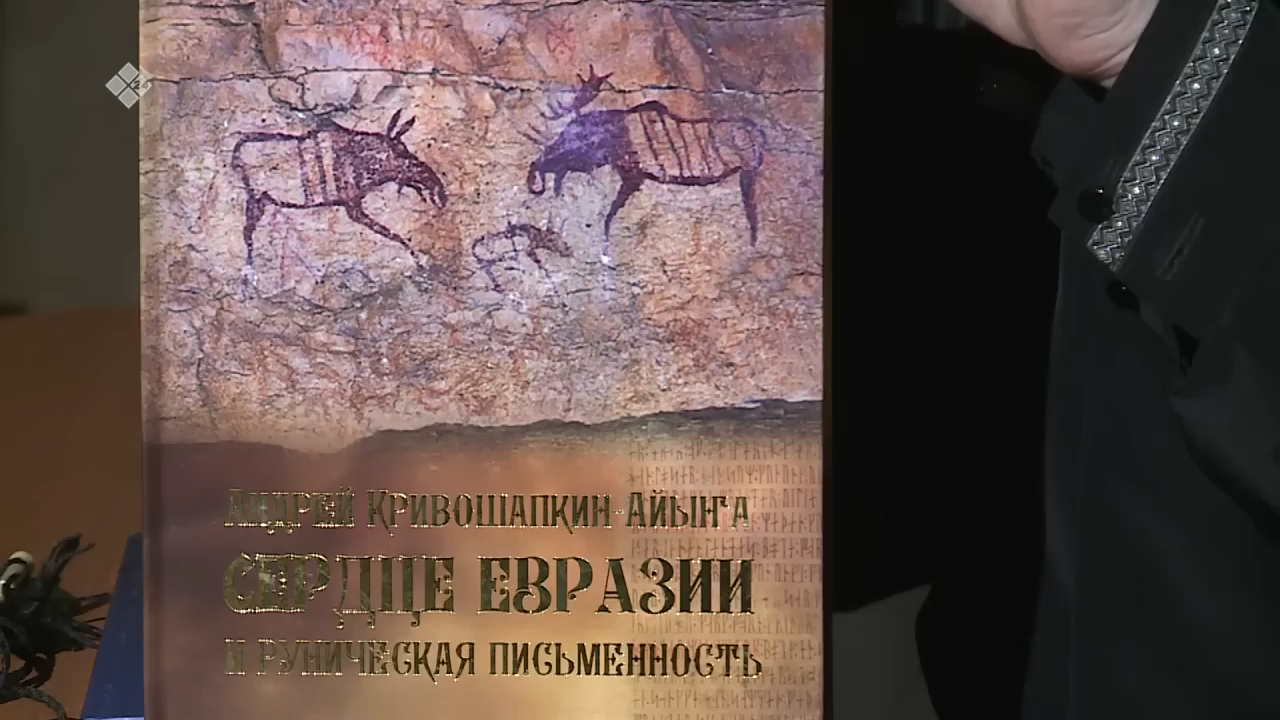 Андрей Кривошапкин-Айыҥа
СЕРДЦЕ ЕВРАЗИИ
И РУНИЧЕСКАЯ ПИСЬМЕННОСТЬ